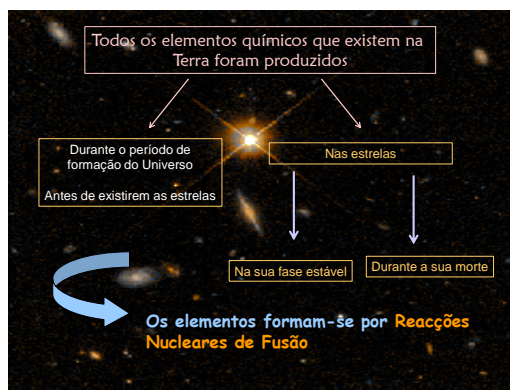 Todos os elementos químicos que existem na
Terra foram produzidos
Durante o período de
formação do Universo
Antes de existirem as estrelas
Nas estrelas
Na sua fase estável
Durante a sua morte
Os elementos formam-se por Reacções
Nucleares de Fusão